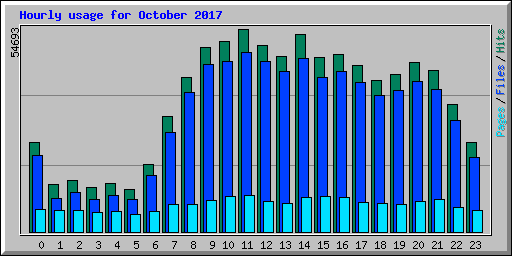 Hourly usage for October 2017
54693
Pages/Files/Hits
0 1 2 3 4 5 6 7 8 9 10 11 12 13 14 15 16 17 18 19 20 21 22 23